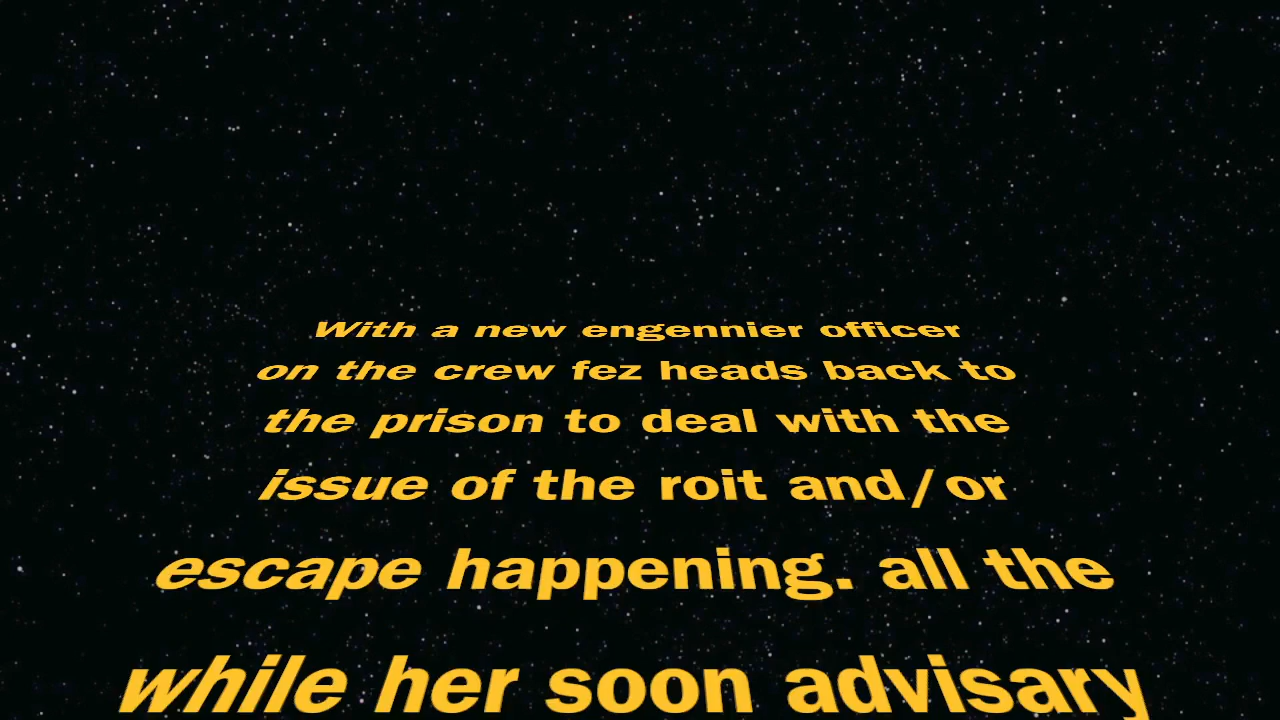 With a new engennier officer
on the crew fez heads back to
the prison to deal with the
issue of the roit and/or
escape happening. all the
while her soon advisary